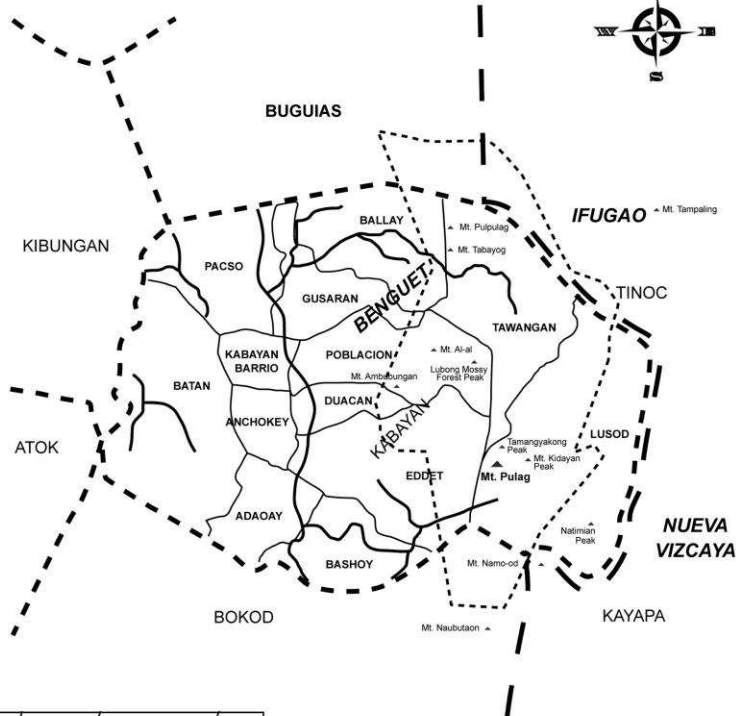 W
E
S
BUGUIAS
IFUGAO
Mt. Tampaling
BALLAY
Mt. Pulpulag
Mt. Tabayog
KIBUNGAN
PACSO
TINOC
GUSARAN
BENGUET
TAWANGAN
KABAYAN
BARRIO
POBLACION
Mt. Al-al
Lubong Mossy
Forest Peak
BATAN
Mt. Ambabungan
DUACAN
ANCHOKEY
KABAYAN
LUSOD
ATOK
Tamangyakong
Peak
Mt. Kidayan
Peak
EDDET
Mt. Pulag
ADAOAY
Natimian
Peak
NUEVA
VIZCAYA
BASHOY
Mt. Namo-od
BOKOD
KAYAPA
Mt. Naubutaon